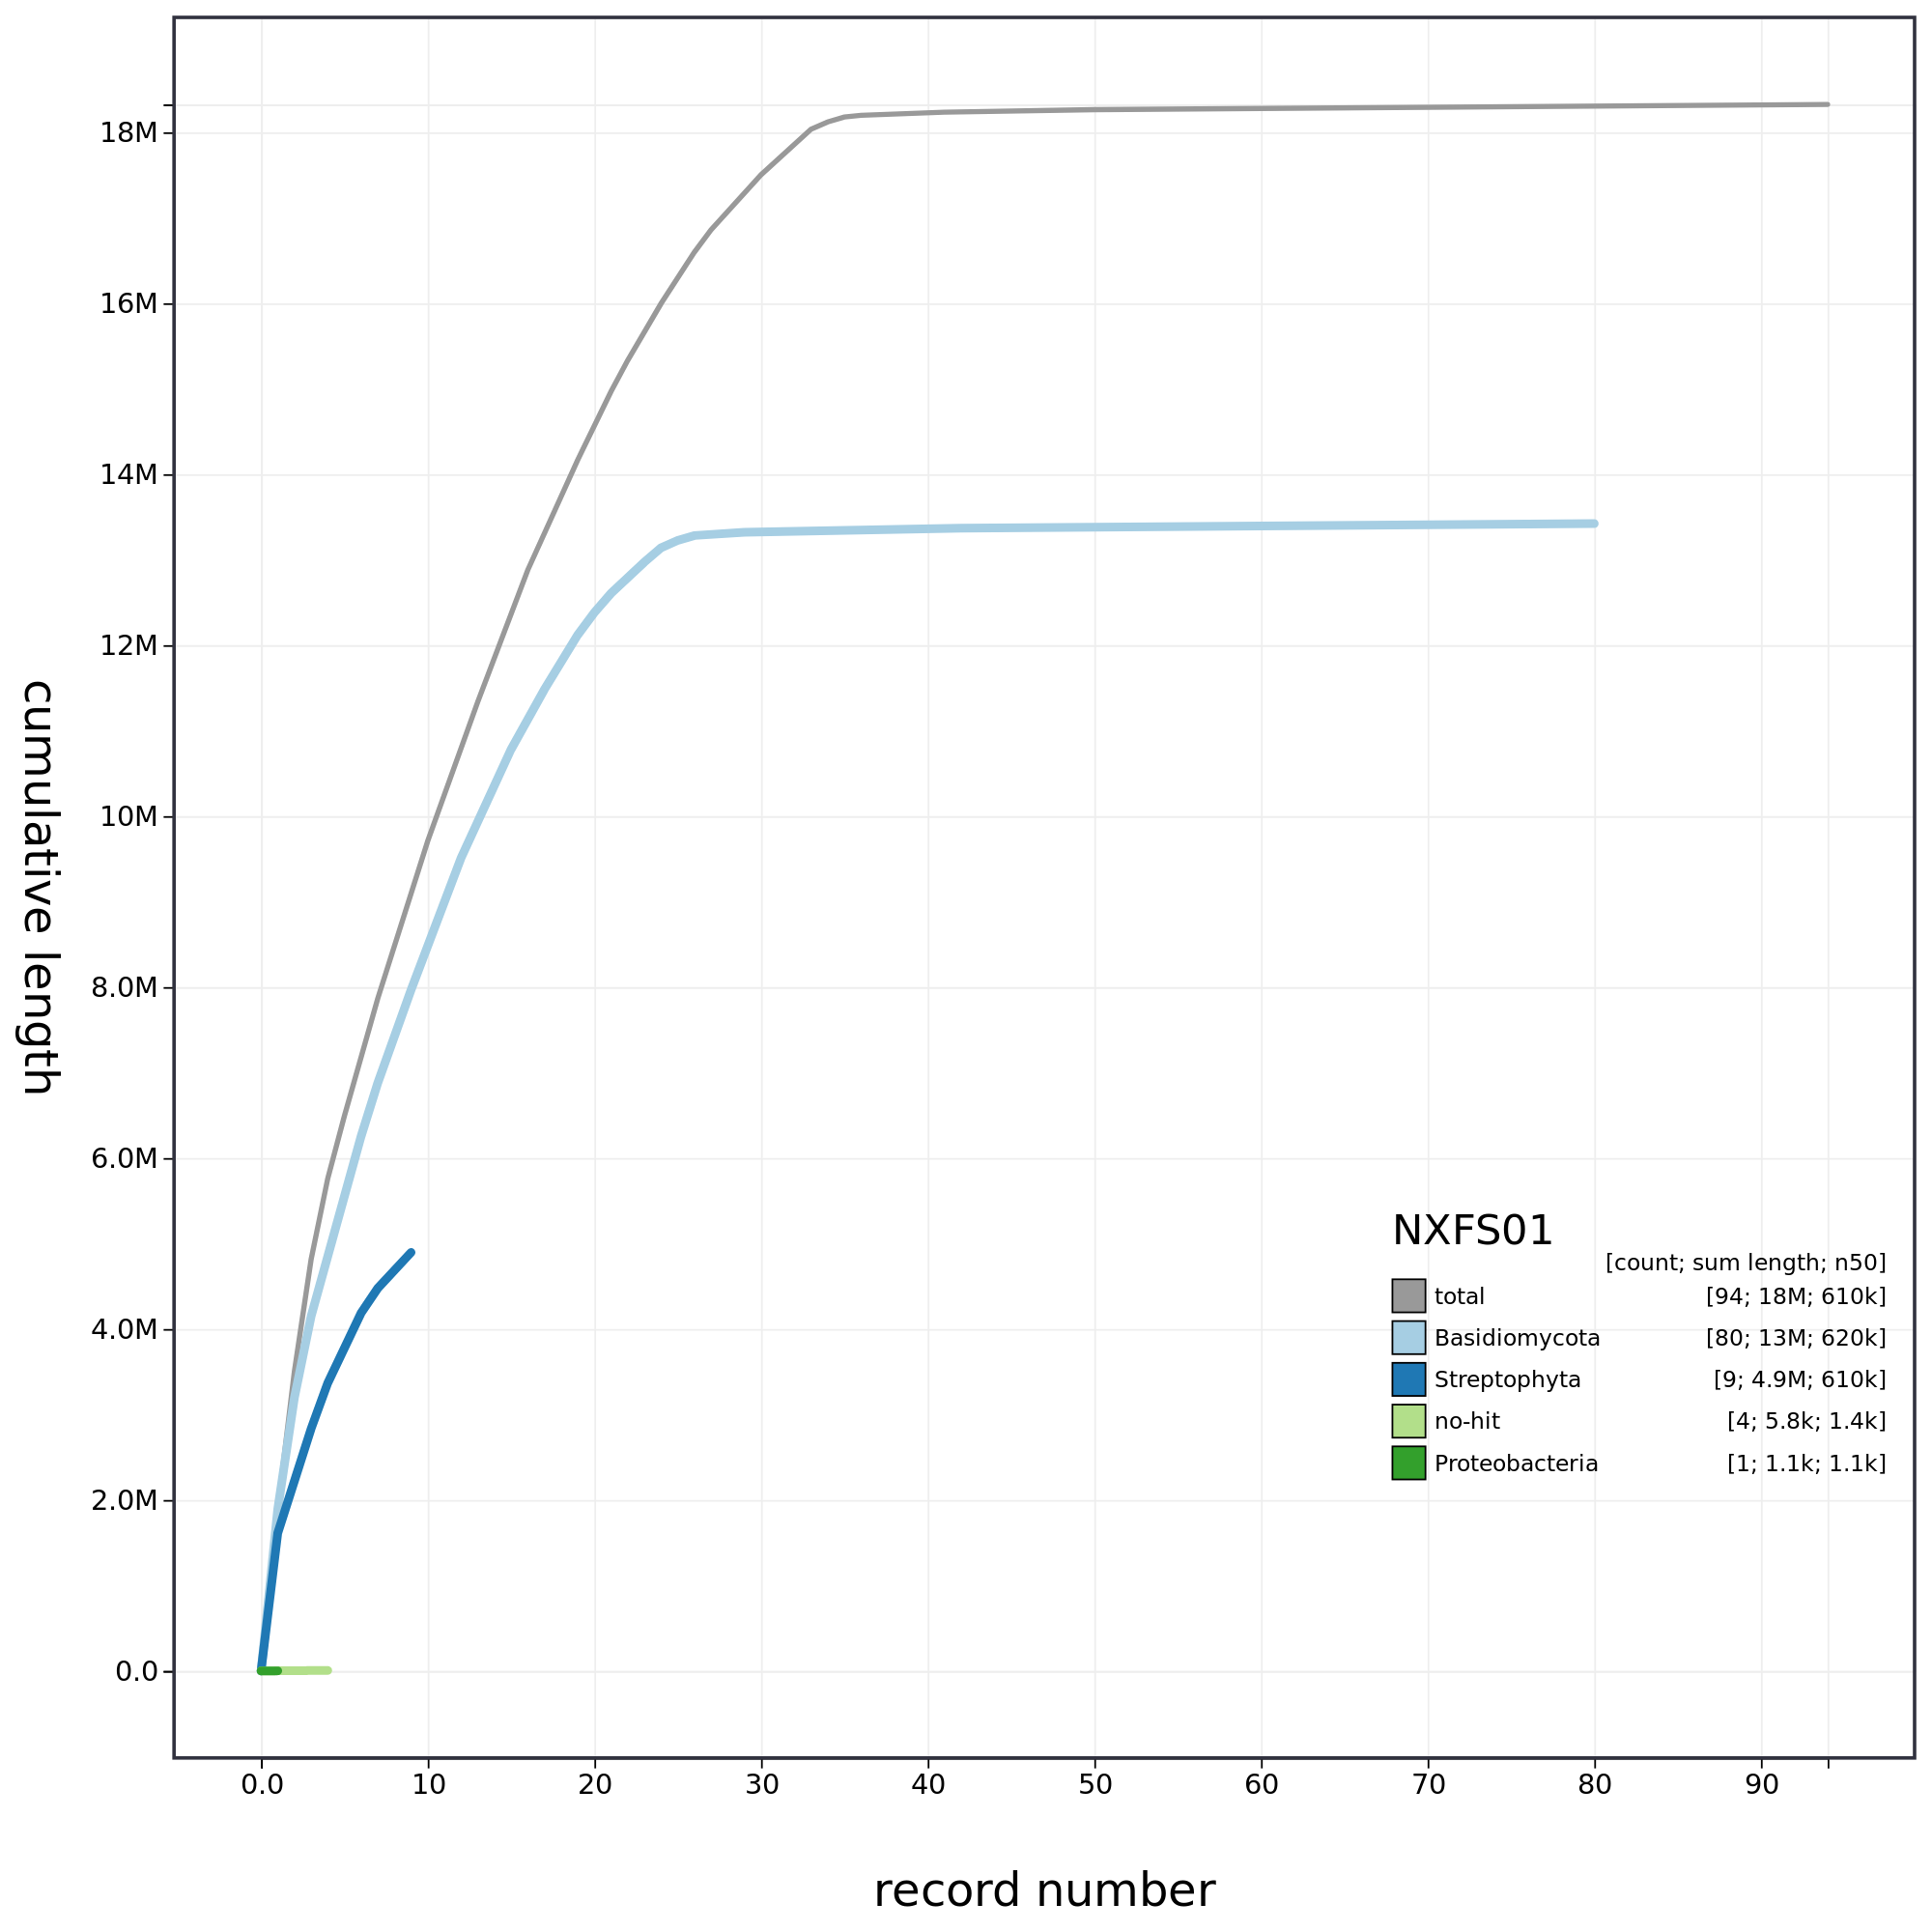 18M
16M
14M
12M
10M
8.0M
6.0M
4.0M
2.0M
0.0
cumulative length
NXFS01
[count; sum length; n50]
total [94; 18M; 610k]
Basidiomycota [80; 13M; 620k]
Streptophyta [9; 4.9M; 610k]
no-hit [4; 5.8k; 1.4k]
Proteobacteria [1; 1.1k; 1.1k]
0.0 10 20 30 40 50 60 70 80 90
record number